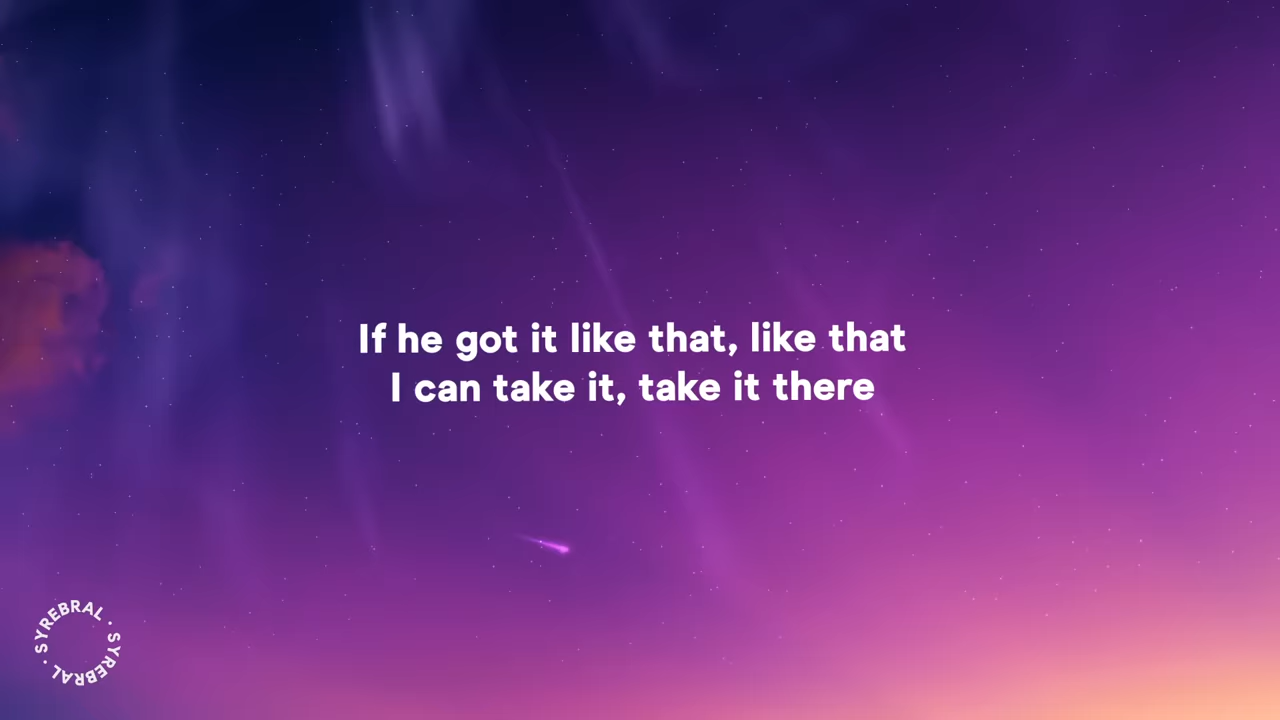 If he got it like that, like that
I can take it, take it there
SYREBRAL · SYREBRAL ·